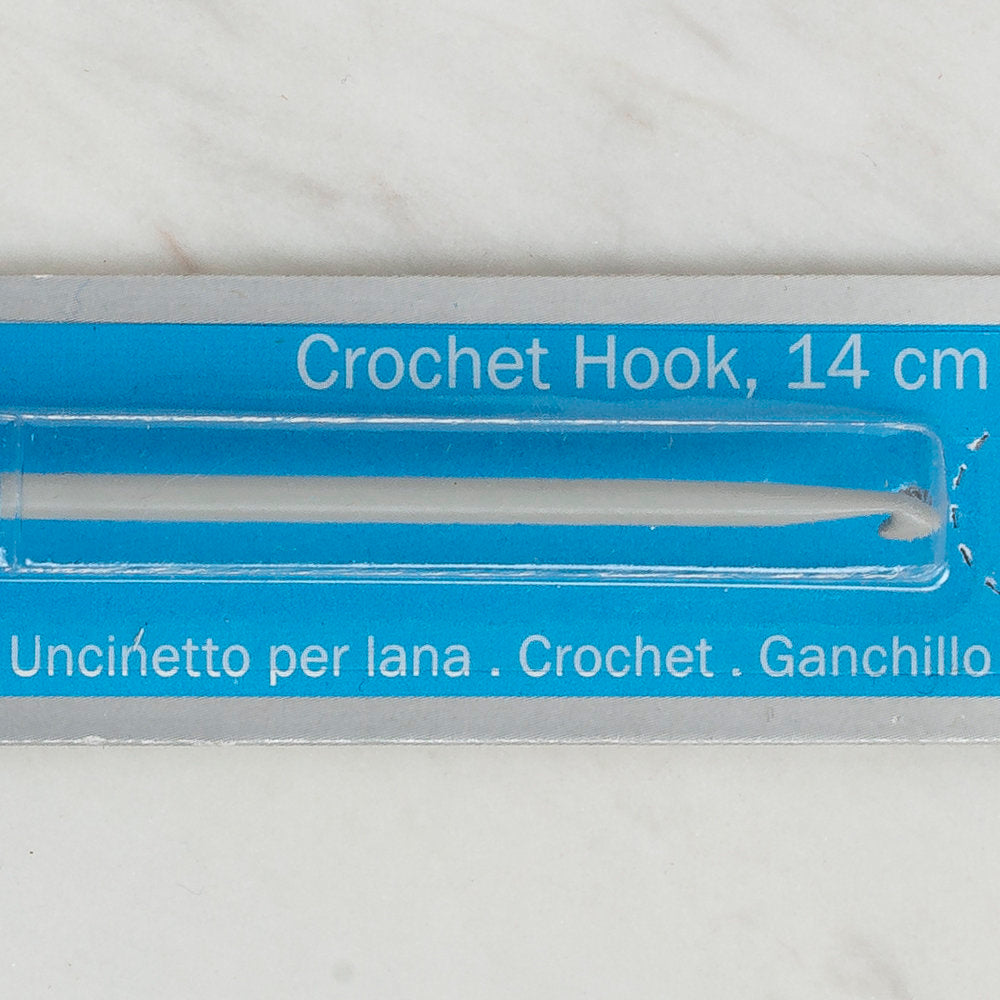 Crochet Hook, 14 cm
Uncinetto per lana . Crochet . Ganchillo